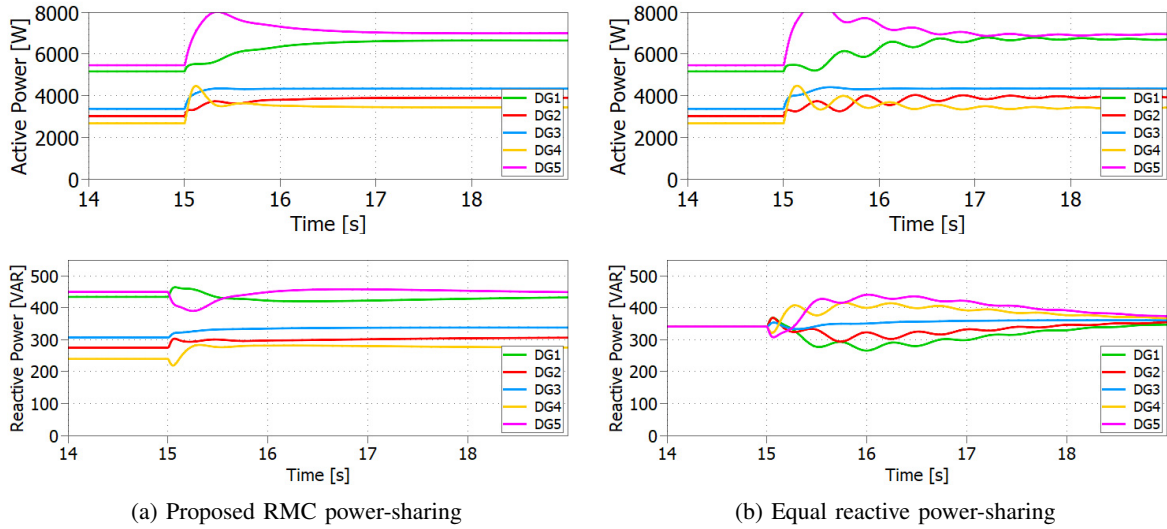 Active Power [W]
8000
6000
4000
2000
0
DG1
DG2
DG3
DG4
DG5
14 15 16 17 18
Time [s]
Active Power [W]
8000
6000
4000
2000
0
DG1
DG2
DG3
DG4
DG5
14 15 16 17 18
Time [s]
Reactive Power [VAR]
500
400
300
200
100
0
DG1
DG2
DG3
DG4
DG5
14 15 16 17 18
Time [s]
Reactive Power [VAR]
500
400
300
200
100
0
DG1
DG2
DG3
DG4
DG5
14 15 16 17 18
Time [s]
(a) Proposed RMC power-sharing
(b) Equal reactive power-sharing